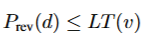 P_rev(d) ≤ LT(v)